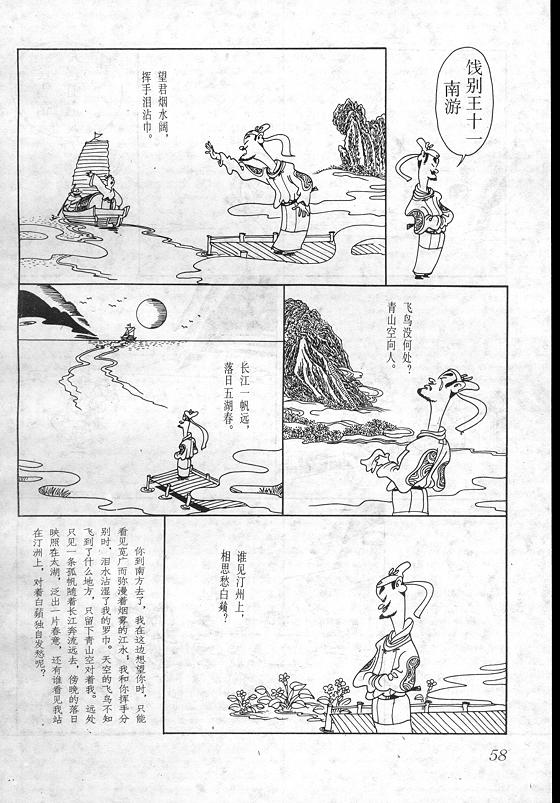 饯别王十一
南游
望君烟水阔，
挥手泪沾巾。
飞鸟没何处？
青山空向人。
长江一帆远，
落日五湖春。
谁见汀州上，
相思愁白蘋？
你到南方去了，我在这边想望你时，只能
看见宽广而弥漫着烟雾的江水；我和你挥手分
别时，泪水沾湿了我的罗巾。天空的飞鸟不知
飞到了什么地方，只留下青山空对着我。远处
只见一条孤帆随着长江奔流远去，傍晚的落日
映照在太湖，泛出一片春意，还有谁看见我站
在汀洲上，对着白蘋独自发愁呢？
58